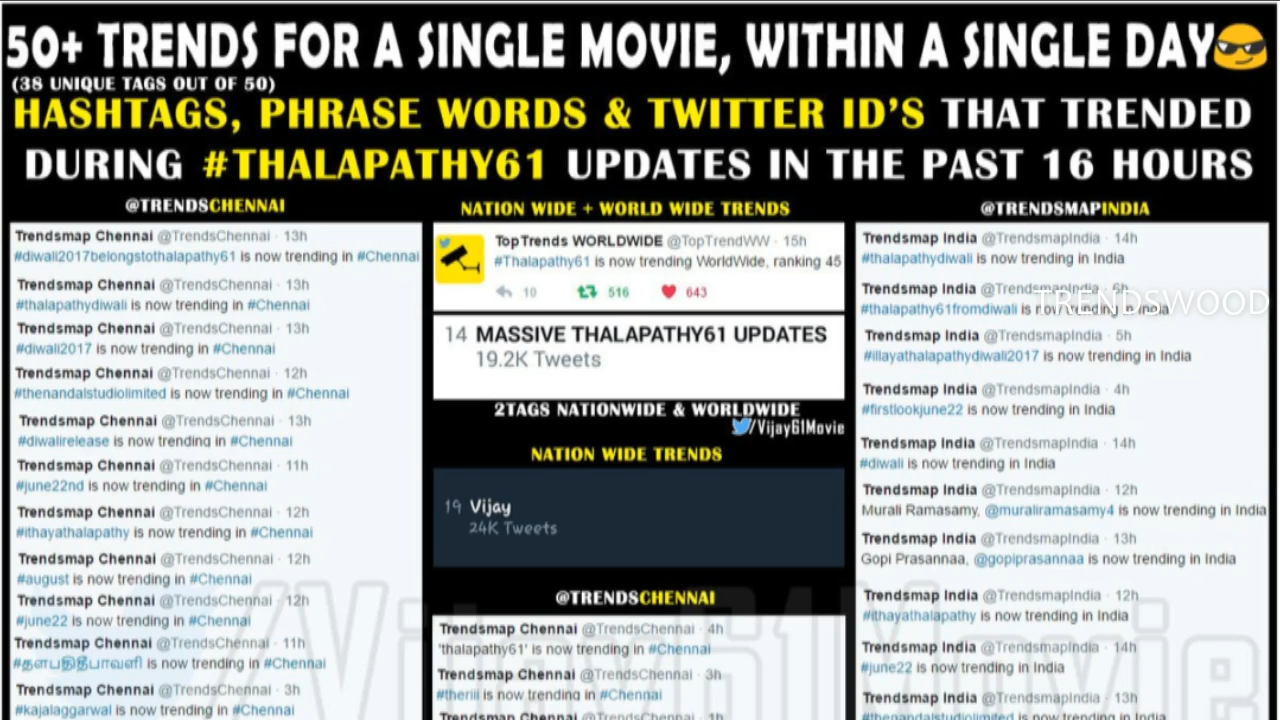 50+ TRENDS FOR A SINGLE MOVIE, WITHIN A SINGLE DAY
(38 UNIQUE TAGS OUT OF 50)
HASHTAGS, PHRASE WORDS & TWITTER ID'S THAT TRENDED
DURING #THALAPATHY61 UPDATES IN THE PAST 16 HOURS
@TRENDSCHENNAI
Trendsmap Chennai @TrendsChennai · 13h
#diwali2017belongstothalapathy61 is now trending in #Chennai
Trendsmap Chennai @TrendsChennai · 13h
#thalapathydiwali is now trending in #Chennai
Trendsmap Chennai @TrendsChennai · 13h
#diwali2017 is now trending in #Chennai
Trendsmap Chennai @TrendsChennai · 12h
#thenandalstudiolimited is now trending in #Chennai
Trendsmap Chennai @TrendsChennai · 13h
#diwalirelease is now trending in #Chennai
Trendsmap Chennai @TrendsChennai · 11h
#june22nd is now trending in #Chennai
Trendsmap Chennai @TrendsChennai · 12h
#ithayathalapathy is now trending in #Chennai
Trendsmap Chennai @TrendsChennai · 12h
#august is now trending in #Chennai
Trendsmap Chennai @TrendsChennai · 12h
#june22 is now trending in #Chennai
Trendsmap Chennai @TrendsChennai · 11h
#தளபதிதீபாவளி is now trending in #Chennai
Trendsmap Chennai @TrendsChennai · 3h
#kajalaggarwal is now trending in #Chennai
NATION WIDE + WORLD WIDE TRENDS
TopTrends WORLDWIDE @TopTrendWW · 15h
#Thalapathy61 is now trending WorldWide, ranking 45
10 516 643
14 MASSIVE THALAPATHY61 UPDATES
19.2K Tweets
2TAGS NATIONWIDE & WORLDWIDE
/Vijay61Movie
NATION WIDE TRENDS
19 Vijay
24K Tweets
@TRENDSCHENNAI
Trendsmap Chennai @TrendsChennai · 4h
'thalapathy61' is now trending in #Chennai
Trendsmap Chennai @TrendsChennai · 3h
#theriii is now trending in #Chennai
Trendsmap Chennai @TrendsChennai · 1h
@TRENDSMAPINDIA
Trendsmap India @TrendsmapIndia · 14h
#thalapathydiwali is now trending in India
Trendsmap India @TrendsmapIndia · 6h
TRENDSWOOD
#thalapathy61fromdiwali is now trending in India
Trendsmap India @TrendsmapIndia · 5h
#illayathalapathydiwali2017 is now trending in India
Trendsmap India @TrendsmapIndia · 4h
#firstlookjune22 is now trending in India
Trendsmap India @TrendsmapIndia · 14h
#diwali is now trending in India
Trendsmap India @TrendsmapIndia · 12h
Murali Ramasamy, @muraliramasamy4 is now trending in India
Trendsmap India @TrendsmapIndia · 13h
Gopi Prasannaa, @gopiprasannaa is now trending in India
Trendsmap India @TrendsmapIndia · 12h
#ithayathalapathy is now trending in India
Trendsmap India @TrendsmapIndia · 14h
#june22 is now trending in India
Trendsmap India @TrendsmapIndia · 13h
#thenandalstudiolimited is now trending in India
/Vijay61Movie